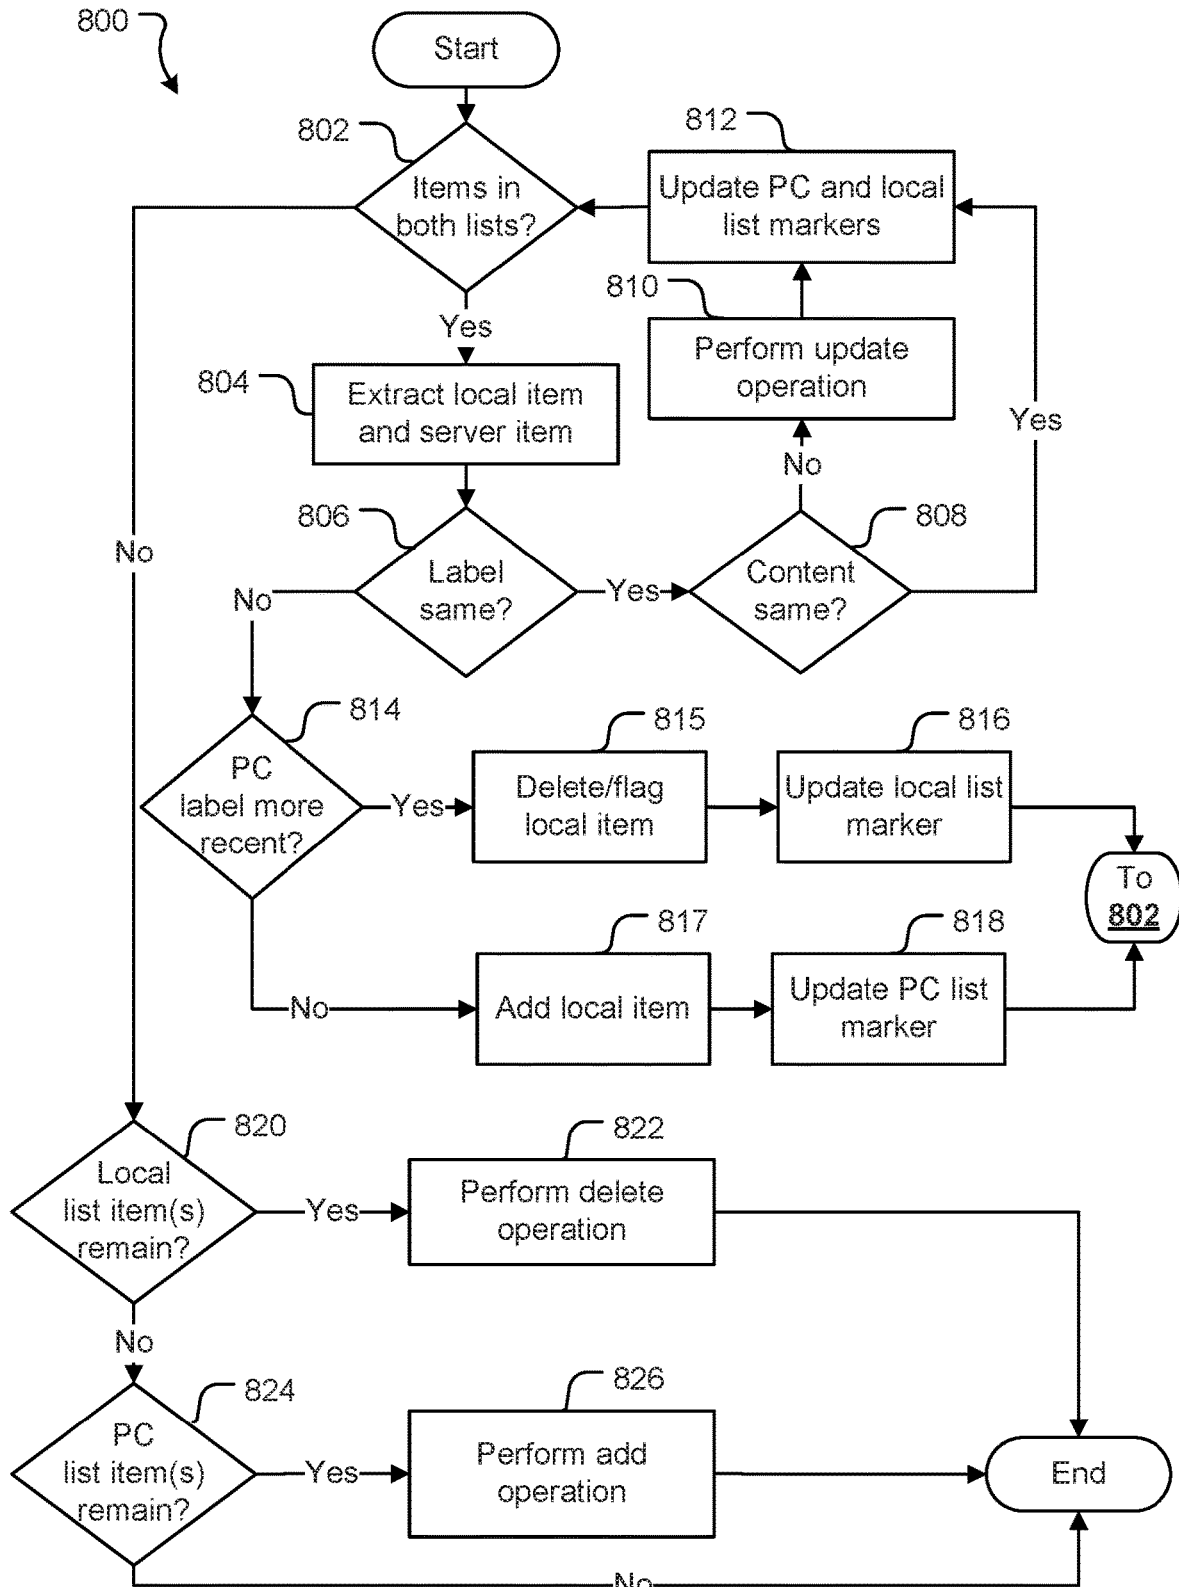 800
Start
802
Items in
both lists?
812
Update PC and local
list markers
810
Perform update
operation
Yes
804
Extract local item
and server item
Yes
No
806
Label
same?
Yes
808
Content
same?
No
No
814
PC
label more
recent?
Yes
815
Delete/flag
local item
816
Update local list
marker
To
802
817
Add local item
818
Update PC list
marker
No
820
Local
list item(s)
remain?
Yes
822
Perform delete
operation
No
824
PC
list item(s)
remain?
Yes
826
Perform add
operation
End
No